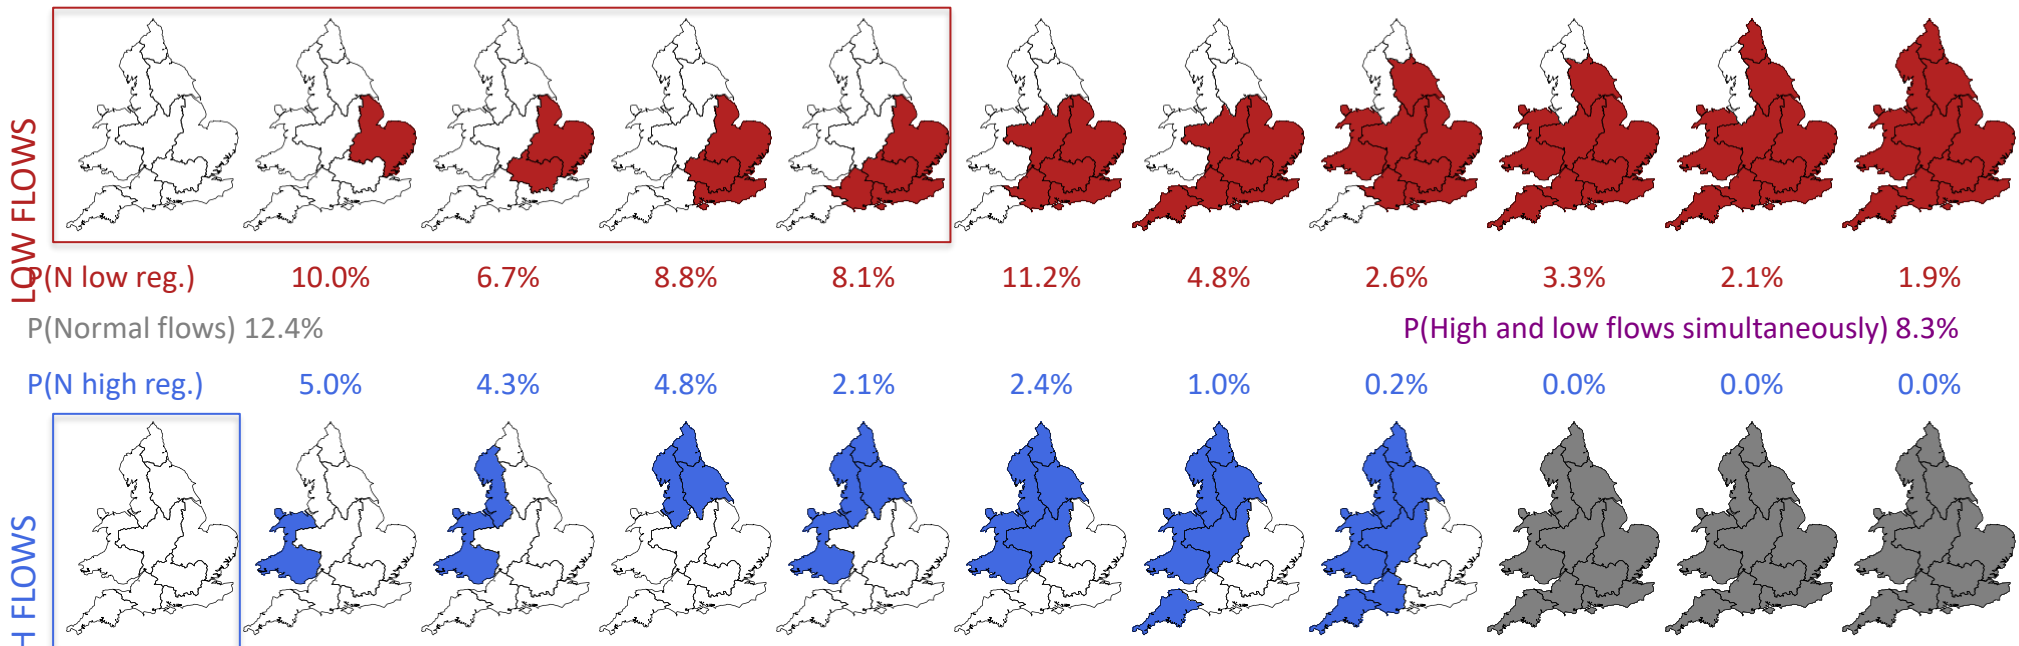 LOW FLOWS
P(N low reg.) 10.0% 6.7% 8.8% 8.1% 11.2% 4.8% 2.6% 3.3% 2.1% 1.9%
P(Normal flows) 12.4% P(High and low flows simultaneously) 8.3%
P(N high reg.) 5.0% 4.3% 4.8% 2.1% 2.4% 1.0% 0.2% 0.0% 0.0% 0.0%
H FLOWS